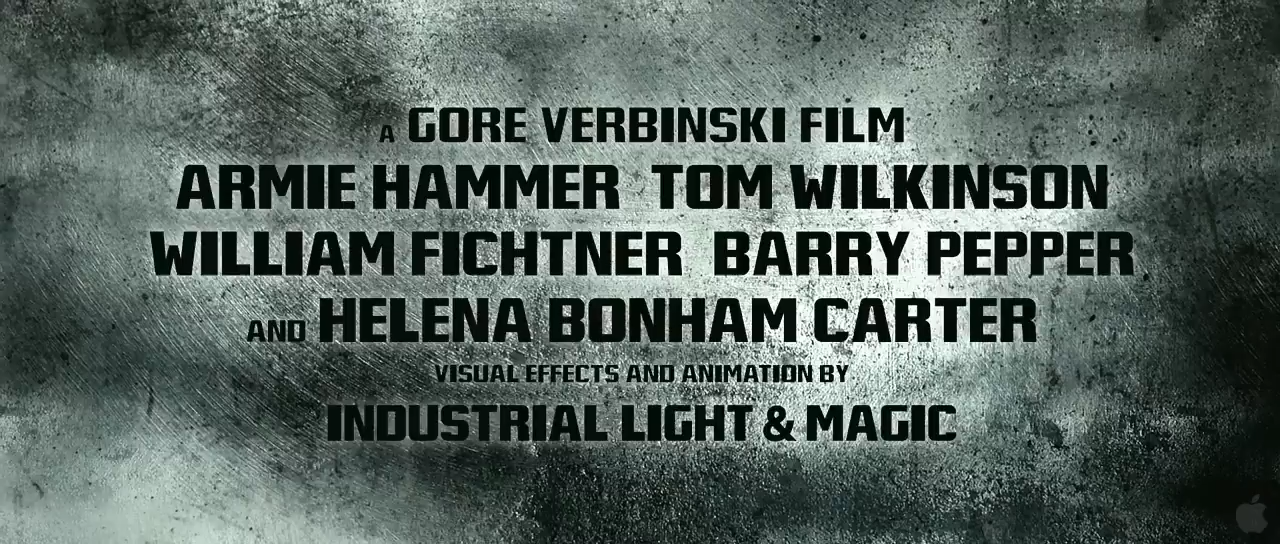 A GORE VERBINSKI FILM
ARMIE HAMMER TOM WILKINSON
WILLIAM FICHTNER BARRY PEPPER
AND HELENA BONHAM CARTER
VISUAL EFFECTS AND ANIMATION BY
INDUSTRIAL LIGHT & MAGIC